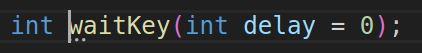 int waitKey(int delay = 0);